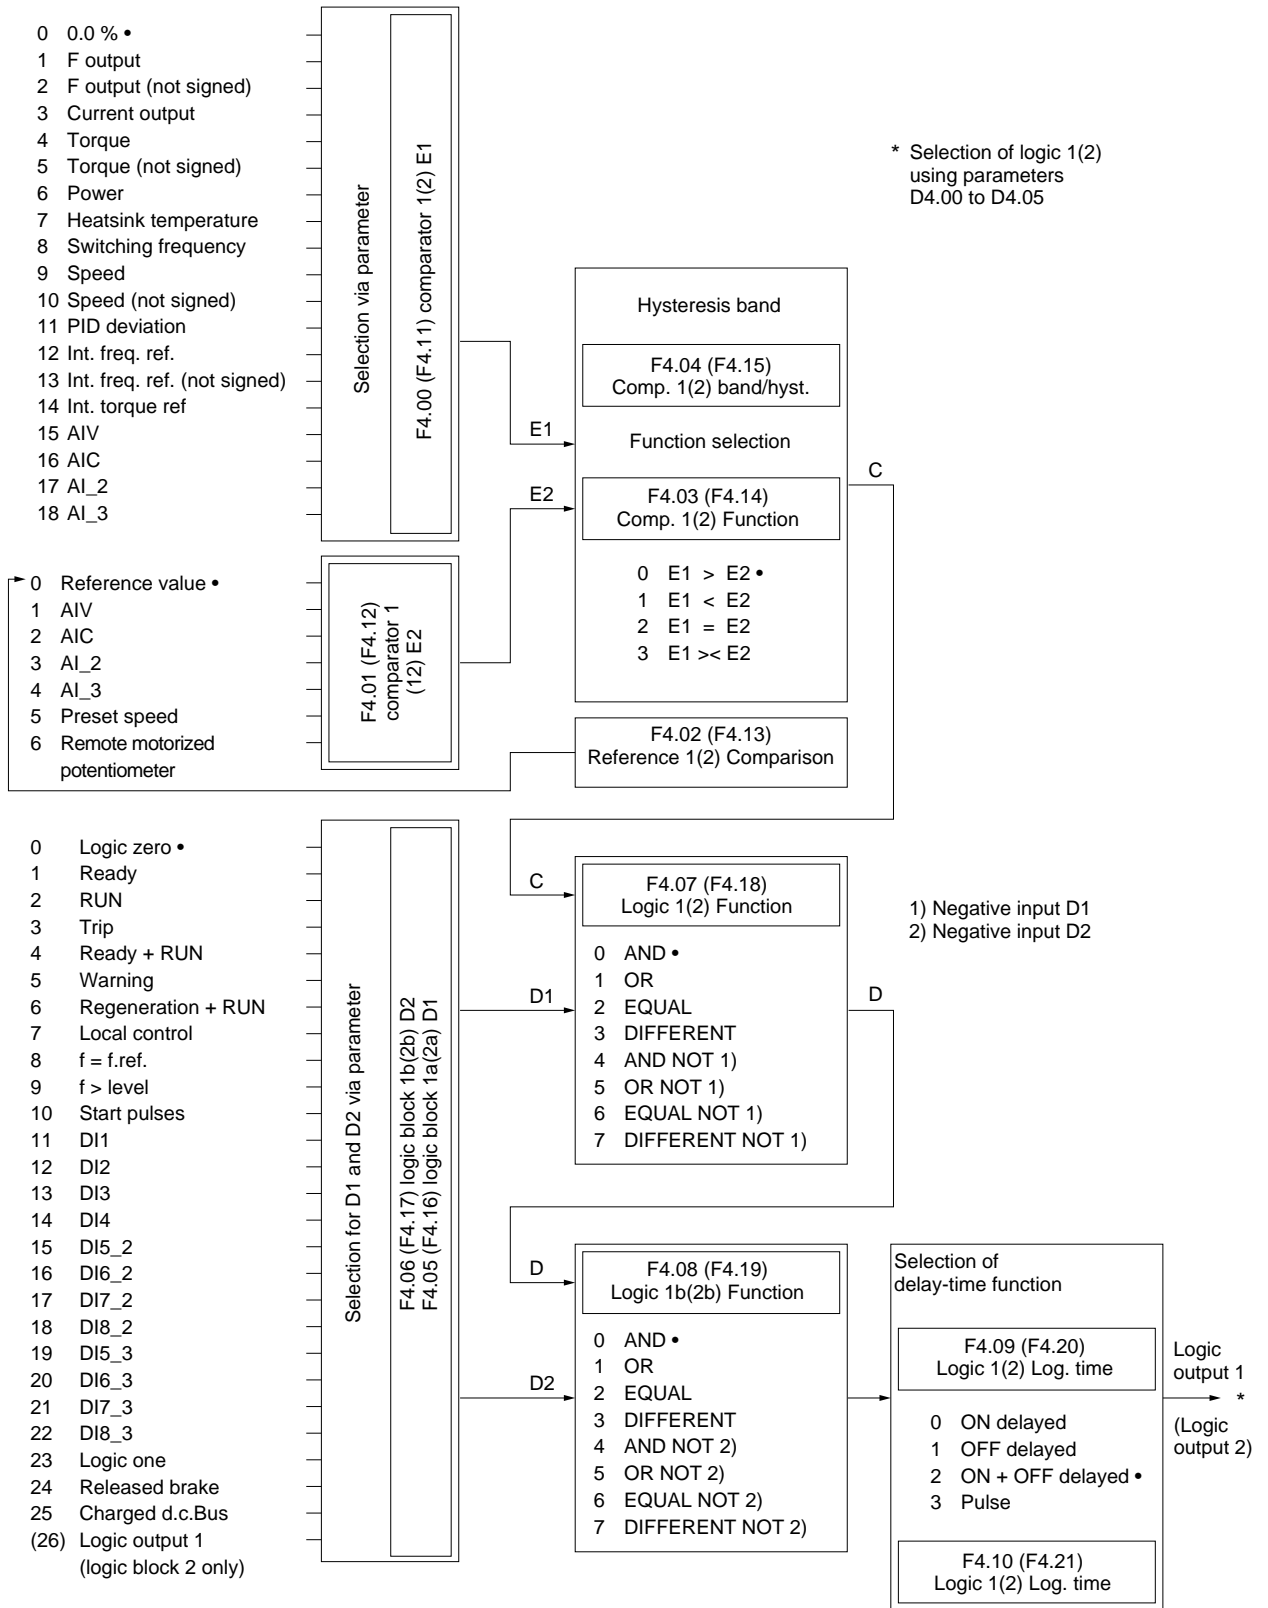 0 0.0 % •
1 F output
2 F output (not signed)
3 Current output
4 Torque
5 Torque (not signed)
6 Power
7 Heatsink temperature
8 Switching frequency
9 Speed
10 Speed (not signed)
11 PID deviation
12 Int. freq. ref.
13 Int. freq. ref. (not signed)
14 Int. torque ref
15 AIV
16 AIC
17 AI_2
18 AI_3
Selection via parameter
F4.00 (F4.11) comparator 1(2) E1
* Selection of logic 1(2)
using parameters
D4.00 to D4.05
E1
E2
Hysteresis band
F4.04 (F4.15)
Comp. 1(2) band/hyst.
Function selection
F4.03 (F4.14)
Comp. 1(2) Function
0 E1 > E2 •
1 E1 < E2
2 E1 = E2
3 E1 >< E2
C
0 Reference value •
1 AIV
2 AIC
3 AI_2
4 AI_3
5 Preset speed
6 Remote motorized
potentiometer
F4.01 (F4.12)
comparator 1
(12) E2
F4.02 (F4.13)
Reference 1(2) Comparison
0 Logic zero •
1 Ready
2 RUN
3 Trip
4 Ready + RUN
5 Warning
6 Regeneration + RUN
7 Local control
8 f = f.ref.
9 f > level
10 Start pulses
11 DI1
12 DI2
13 DI3
14 DI4
15 DI5_2
16 DI6_2
17 DI7_2
18 DI8_2
19 DI5_3
20 DI6_3
21 DI7_3
22 DI8_3
23 Logic one
24 Released brake
25 Charged d.c.Bus
(26) Logic output 1
(logic block 2 only)
Selection for D1 and D2 via parameter
F4.06 (F4.17) logic block 1b(2b) D2
F4.05 (F4.16) logic block 1a(2a) D1
C
D1
F4.07 (F4.18)
Logic 1(2) Function
0 AND •
1 OR
2 EQUAL
3 DIFFERENT
4 AND NOT 1)
5 OR NOT 1)
6 EQUAL NOT 1)
7 DIFFERENT NOT 1)
D
1) Negative input D1
2) Negative input D2
D
D2
F4.08 (F4.19)
Logic 1b(2b) Function
0 AND •
1 OR
2 EQUAL
3 DIFFERENT
4 AND NOT 2)
5 OR NOT 2)
6 EQUAL NOT 2)
7 DIFFERENT NOT 2)
Selection of
delay-time function
F4.09 (F4.20)
Logic 1(2) Log. time
0 ON delayed
1 OFF delayed
2 ON + OFF delayed •
3 Pulse
F4.10 (F4.21)
Logic 1(2) Log. time
Logic
output 1
*
(Logic
output 2)